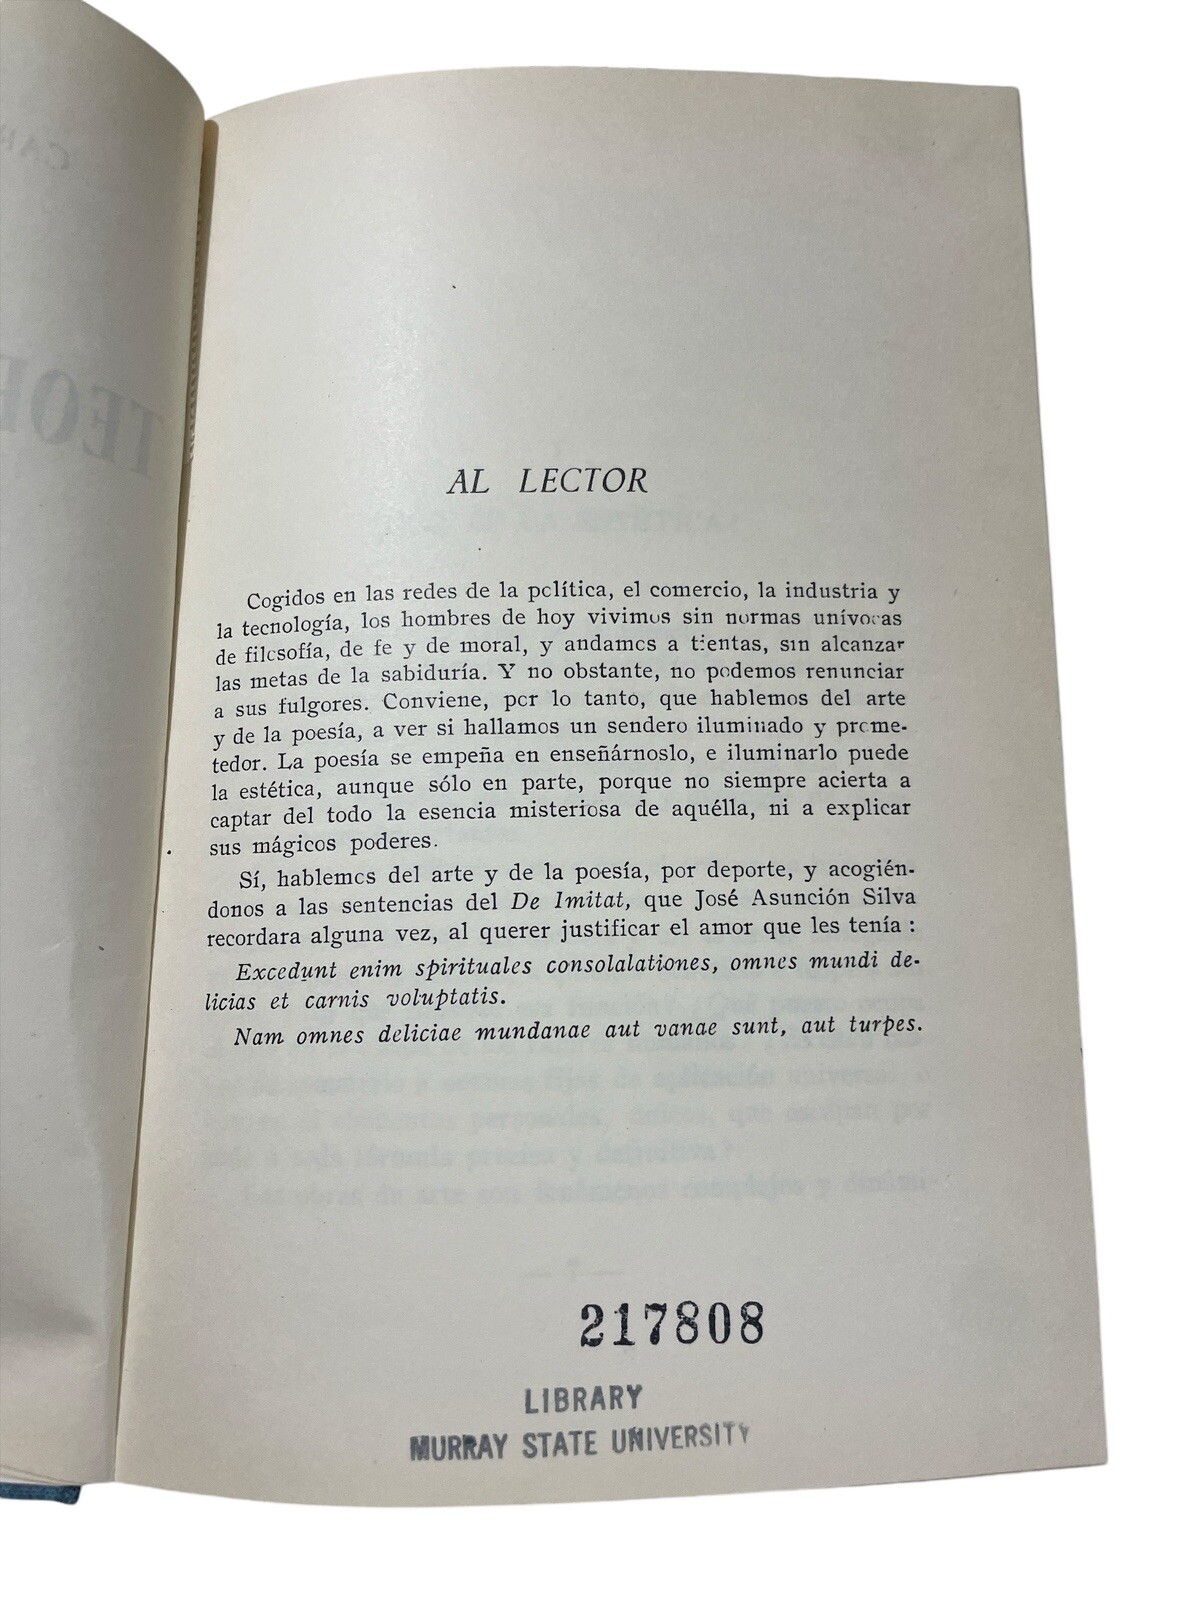 AL LECTOR
Cogidos en las redes de la política, el comercio, la industria y
la tecnología, los hombres de hoy vivimos sin normas unívocas
de filosofía, de fe y de moral, y andamos a tientas, sin alcanzar
las metas de la sabiduría. Y no obstante, no podemos renunciar
a sus fulgores. Conviene, por lo tanto, que hablemos del arte
y de la poesía, a ver si hallamos un sendero iluminado y prome-
tedor. La poesía se empeña en enseñárnoslo, e iluminarlo puede
la estética, aunque sólo en parte, porque no siempre acierta a
captar del todo la esencia misteriosa de aquélla, ni a explicar
sus mágicos poderes.
Sí, hablemos del arte y de la poesía, por deporte, y acogién-
donos a las sentencias del De Imitat, que José Asunción Silva
recordara alguna vez, al querer justificar el amor que les tenía :
Excedunt enim spirituales consolalationes, omnes mundi de-
licias et carnis voluptatis.
Nam omnes deliciae mundanae aut vanae sunt, aut turpes.
217808
LIBRARY
MURRAY STATE UNIVERSITY